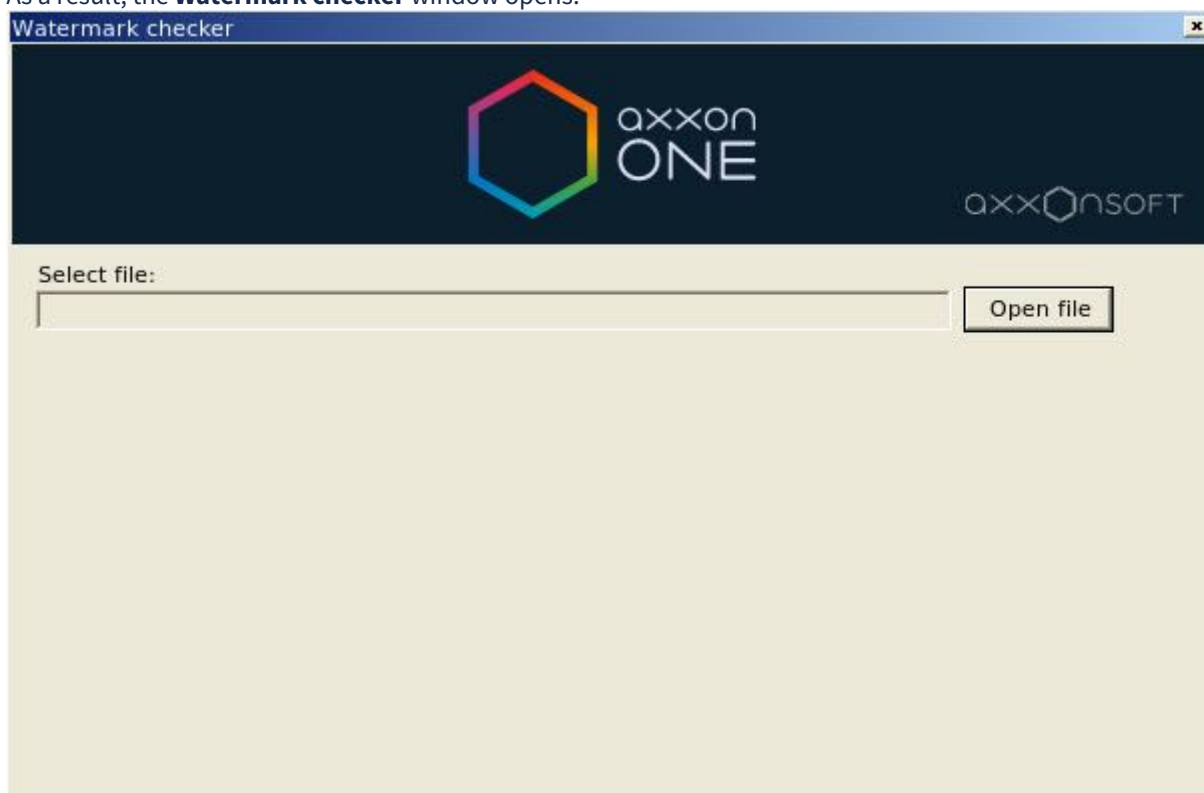 As a result, the Watermark checker window opens.
Watermark checker
axxon
ONE
axxonsoft
Select file:
Open file